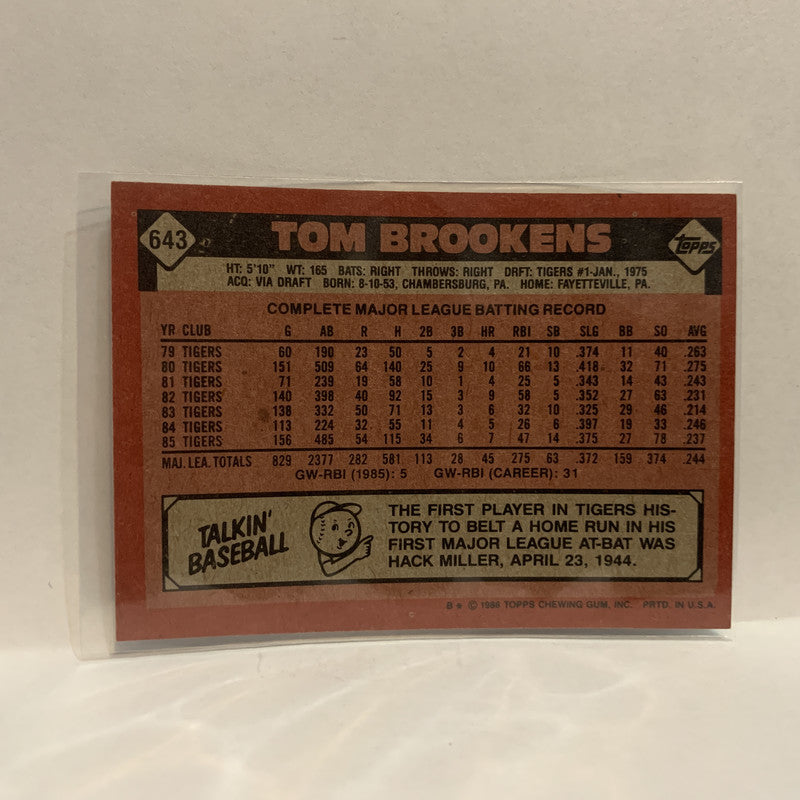 643
TOM BROOKENS
topps
HT: 5'10" WT: 165 BATS: RIGHT THROWS: RIGHT DRFT: TIGERS #1-JAN., 1975
ACQ: VIA DRAFT BORN: 8-10-53, CHAMBERSBURG, PA. HOME: FAYETTEVILLE, PA.
COMPLETE MAJOR LEAGUE BATTING RECORD
YR CLUB G AB R H 2B 3B HR RBI SB SLG BB SO AVG
79 TIGERS 60 190 23 50 5 2 4 21 10 .374 11 40 .263
80 TIGERS 151 509 64 140 25 9 10 66 13 .418 32 71 .275
81 TIGERS 71 239 19 58 10 1 4 25 5 .343 14 43 .243
82 TIGERS 140 398 40 92 15 3 9 58 5 .352 27 63 .231
83 TIGERS 138 332 50 71 13 3 6 32 10 .325 29 46 .214
84 TIGERS 113 224 32 55 11 4 5 26 6 .397 19 33 .246
85 TIGERS 156 485 54 115 34 6 7 47 14 .375 27 78 .237
MAJ. LEA. TOTALS 829 2377 282 581 113 28 45 275 63 .372 159 374 .244
GW-RBI (1985): 5 GW-RBI (CAREER): 31
TALKIN'
BASEBALL
THE FIRST PLAYER IN TIGERS HIS-
TORY TO BELT A HOME RUN IN HIS
FIRST MAJOR LEAGUE AT-BAT WAS
HACK MILLER, APRIL 23, 1944.
B* © 1986 TOPPS CHEWING GUM, INC. PRTD. IN U.S.A.